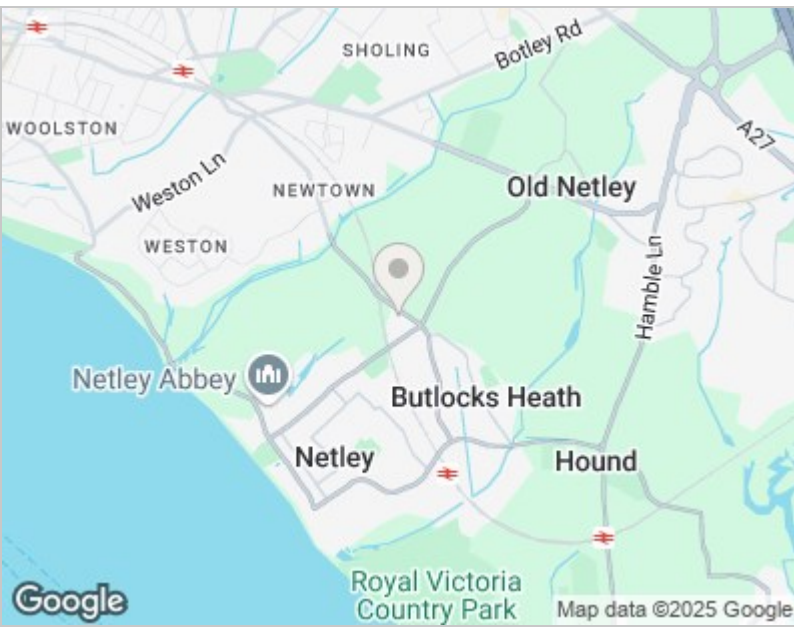 SHOLING
Botley Rd
WOOLSTON
A27
Weston Ln
NEWTOWN
Old Netley
WESTON
Hamble Ln
Netley Abbey
Butlocks Heath
Netley
Hound
Royal Victoria
Country Park
Google
Map data ©2025 Google